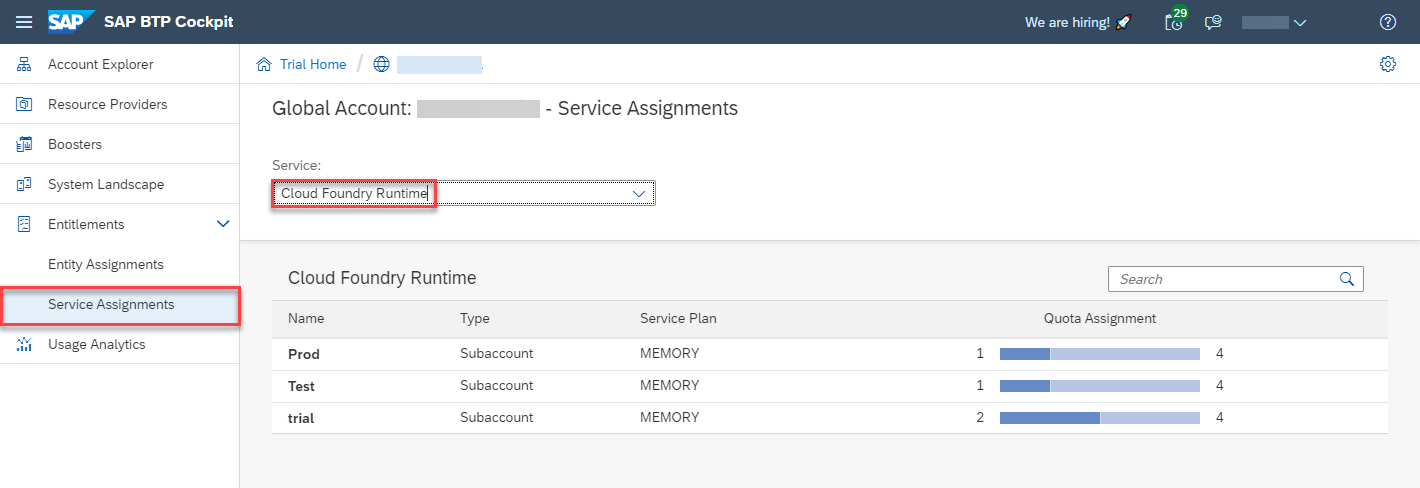 SAP SAP BTP Cockpit We are hiring! 🚀 29
Account Explorer
Resource Providers
Boosters
System Landscape
Entitlements
Entity Assignments
Service Assignments
Usage Analytics
Trial Home /
Global Account: - Service Assignments
Service:
Cloud Foundry Runtime
Cloud Foundry Runtime Search
Name Type Service Plan Quota Assignment
Prod Subaccount MEMORY 1 4
Test Subaccount MEMORY 1 4
trial Subaccount MEMORY 2 4